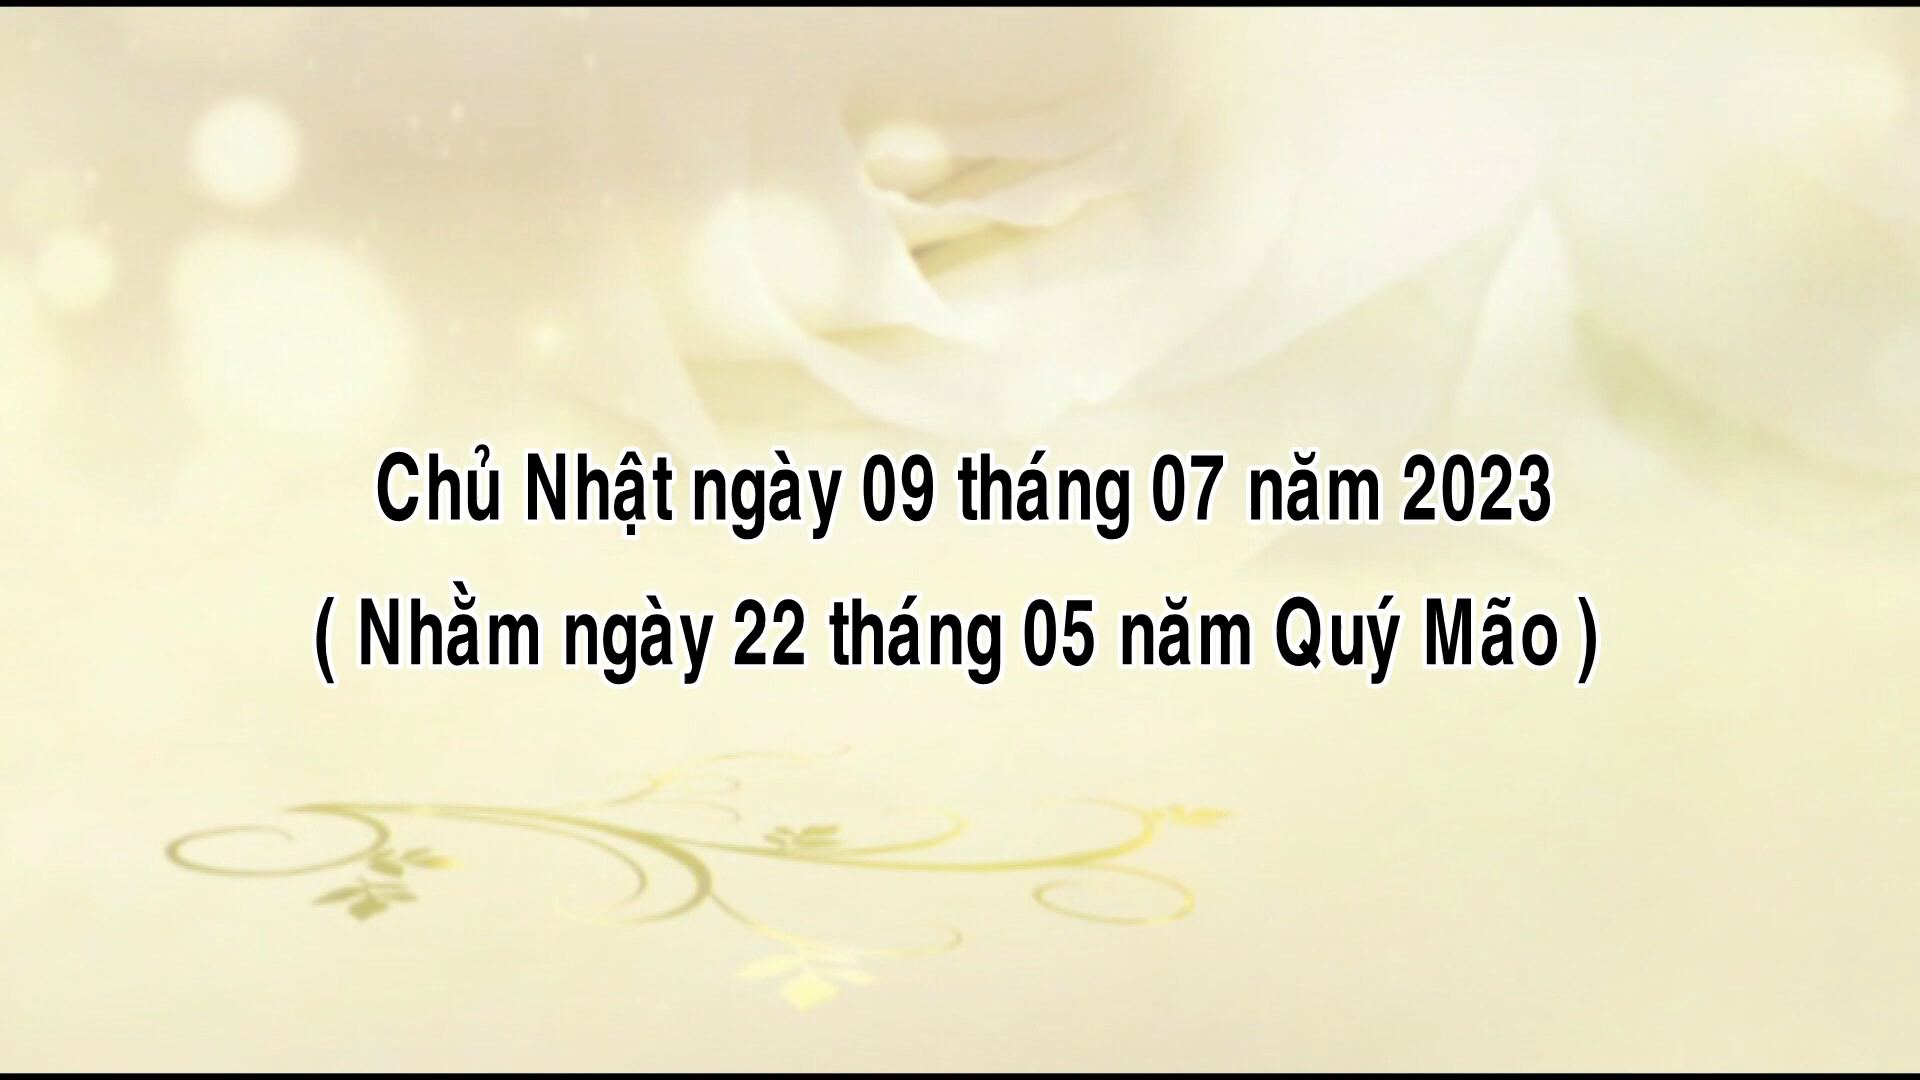 Chủ Nhật ngày 09 tháng 07 năm 2023
( Nhằm ngày 22 tháng 05 năm Quý Mão )